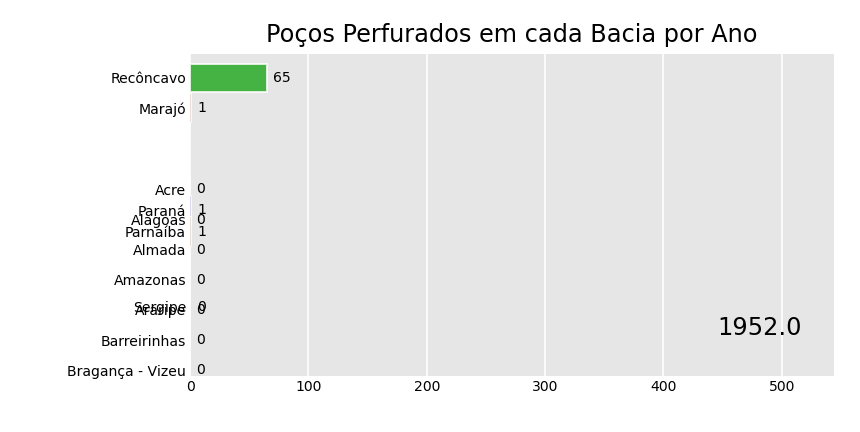 Poços Perfurados em cada Bacia por Ano
Recôncavo 65
Marajó 1
Acre 0
Paraná 1
Alagoas 0
Parnaíba 1
Almada 0
Amazonas 0
Sergipe 0
Araripe 0
1952.0
Barreirinhas 0
Bragança - Vizeu 0
0 100 200 300 400 500